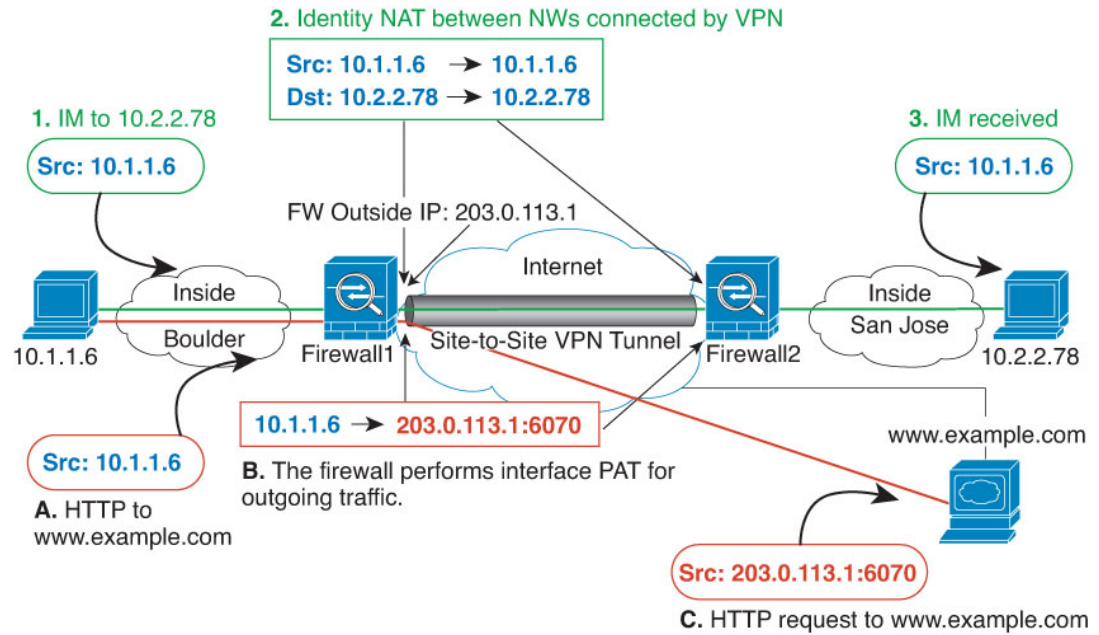 2. Identity NAT between NWs connected by VPN
Src: 10.1.1.6 → 10.1.1.6
Dst: 10.2.2.78 → 10.2.2.78
1. IM to 10.2.2.78
Src: 10.1.1.6
3. IM received
Src: 10.1.1.6
FW Outside IP: 203.0.113.1
Internet
Inside
Boulder
Inside
San Jose
10.1.1.6
Firewall1
Site-to-Site VPN Tunnel
Firewall2
10.2.2.78
10.1.1.6 → 203.0.113.1:6070
B. The firewall performs interface PAT for
outgoing traffic.
Src: 10.1.1.6
A. HTTP to
www.example.com
www.example.com
Src: 203.0.113.1:6070
C. HTTP request to www.example.com